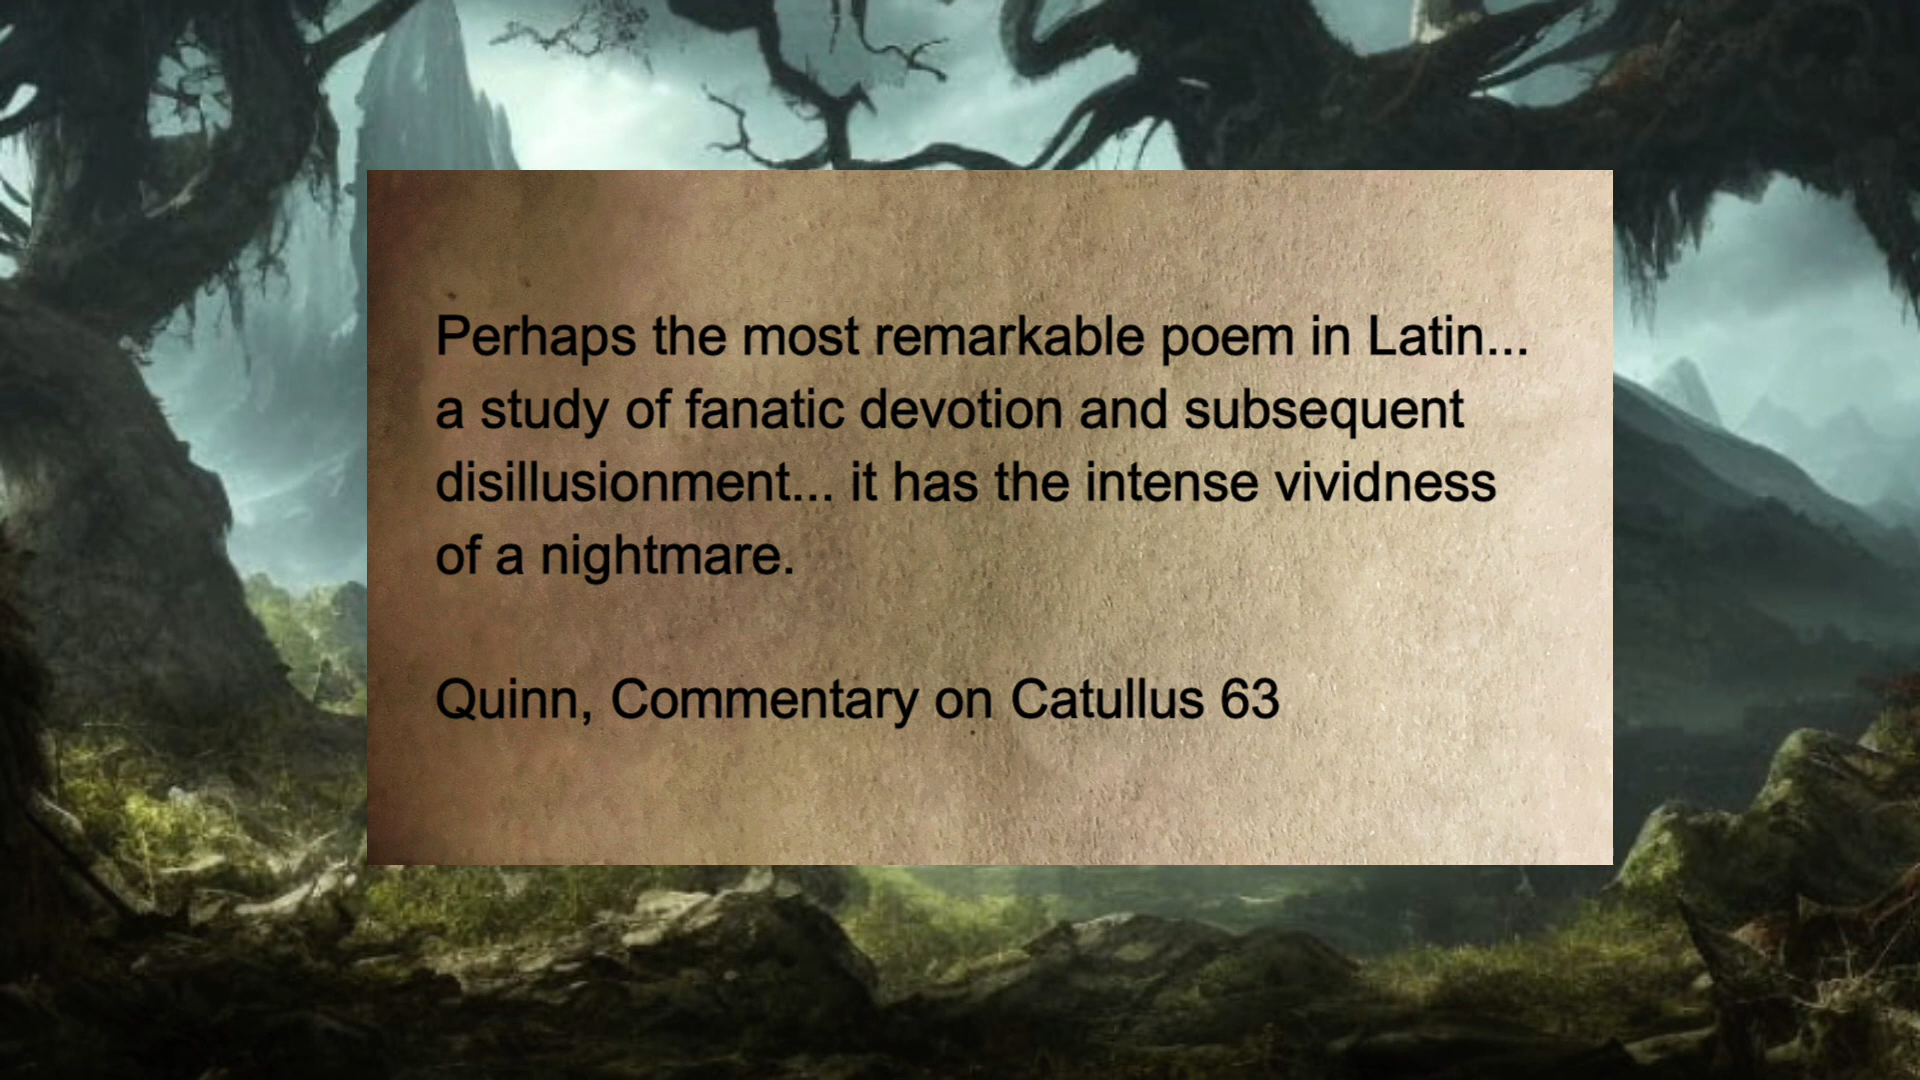 Perhaps the most remarkable poem in Latin...
a study of fanatic devotion and subsequent
disillusionment... it has the intense vividness
of a nightmare.
Quinn, Commentary on Catullus 63